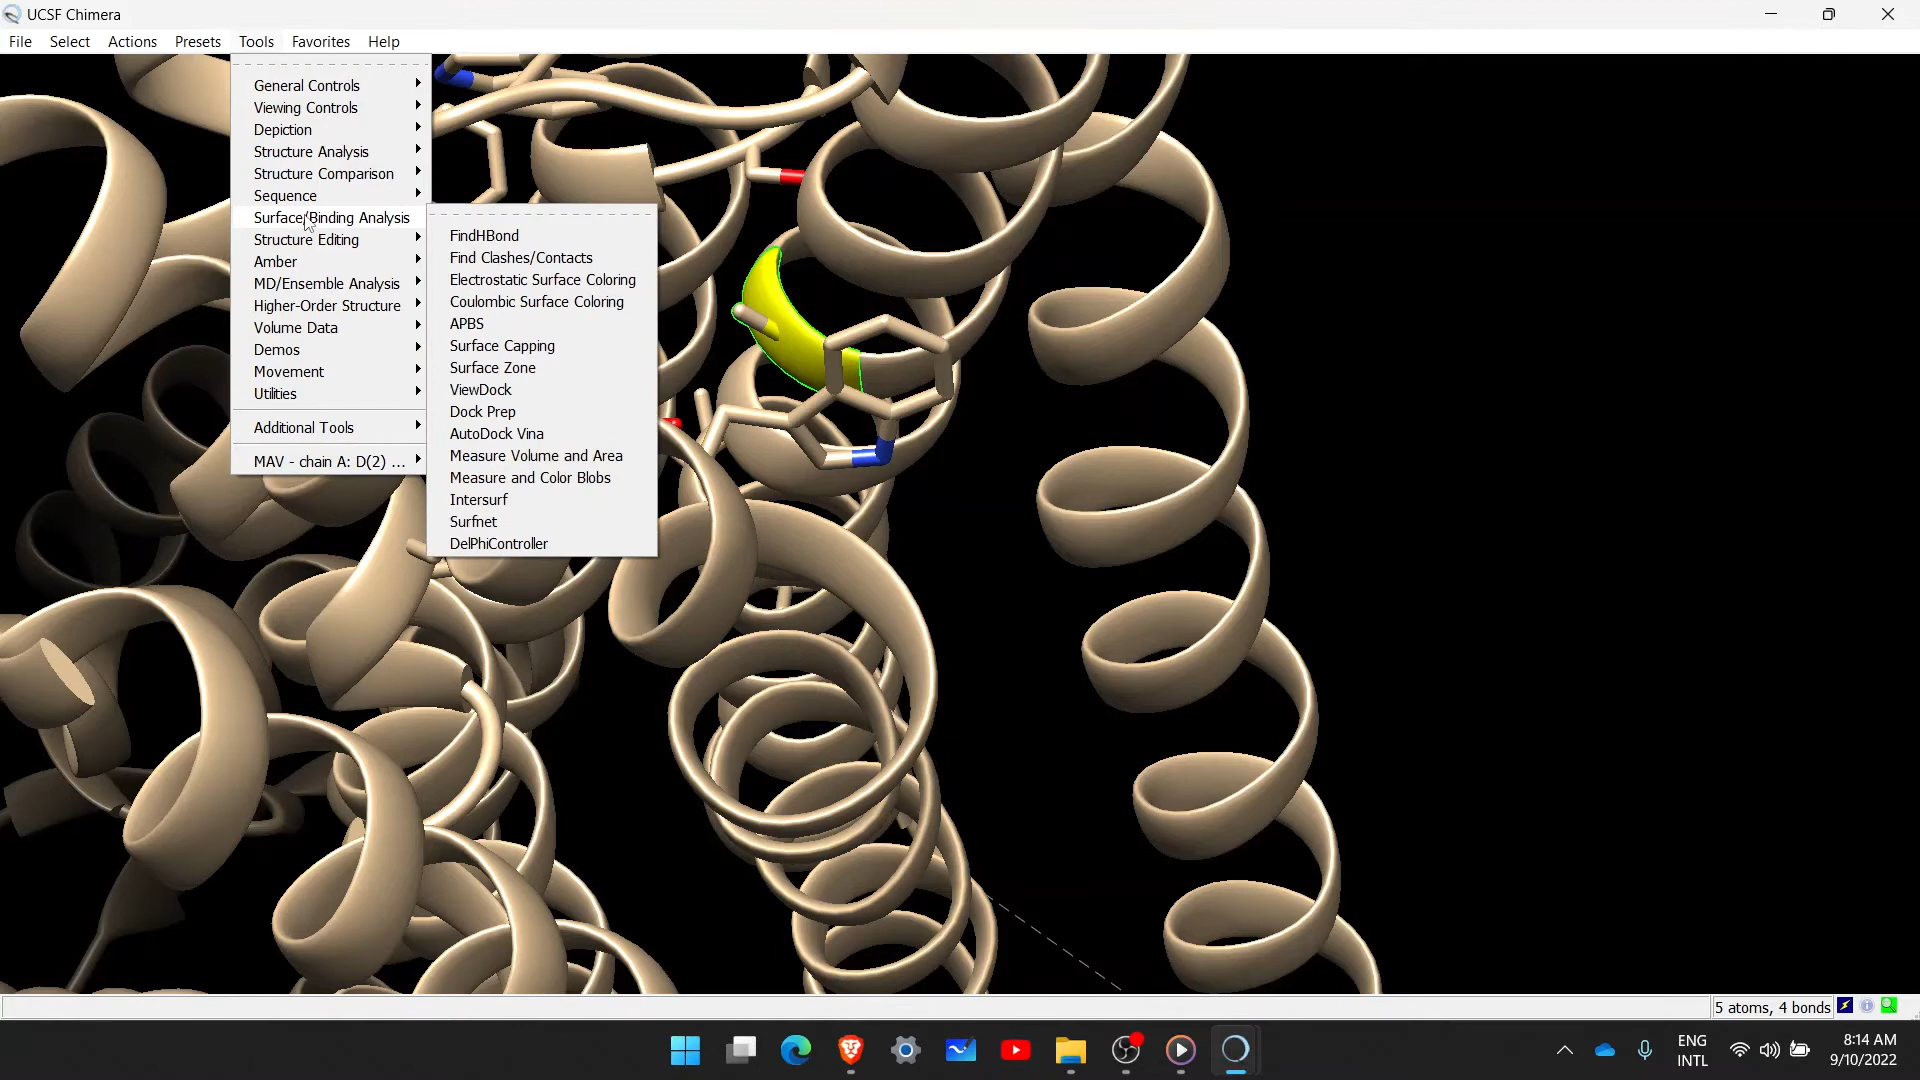 UCSF Chimera
File Select Actions Presets Tools Favorites Help
General Controls
Viewing Controls
Depiction
Structure Analysis
Structure Comparison
Sequence
Surface/Binding Analysis
Structure Editing
Amber
MD/Ensemble Analysis
Higher-Order Structure
Volume Data
Demos
Movement
Utilities
Additional Tools
MAV - chain A: D(2) ...
FindHBond
Find Clashes/Contacts
Electrostatic Surface Coloring
Coulombic Surface Coloring
APBS
Surface Capping
Surface Zone
ViewDock
Dock Prep
AutoDock Vina
Measure Volume and Area
Measure and Color Blobs
Intersurf
Surfnet
DelPhiController
5 atoms, 4 bonds
ENG
INTL
8:14 AM
9/10/2022